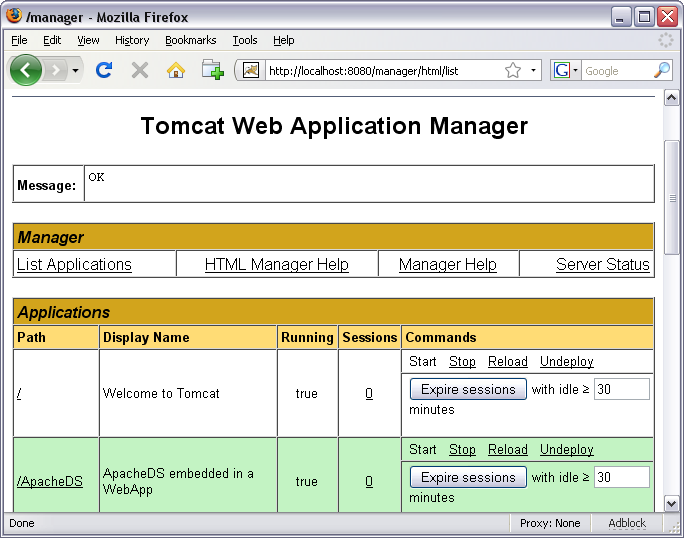 /manager - Mozilla Firefox
File Edit View History Bookmarks Tools Help
http://localhost:8080/manager/html/list
G Google
Tomcat Web Application Manager
Message: OK
Manager
List Applications HTML Manager Help Manager Help Server Status
Applications
Path Display Name Running Sessions Commands
Start Stop Reload Undeploy
/ Welcome to Tomcat true 0
Expire sessions with idle ≥ 30
minutes
Start Stop Reload Undeploy
/ApacheDS ApacheDS embedded in a
WebApp true 0
Expire sessions with idle ≥ 30
minutes
Done Proxy: None Adblock